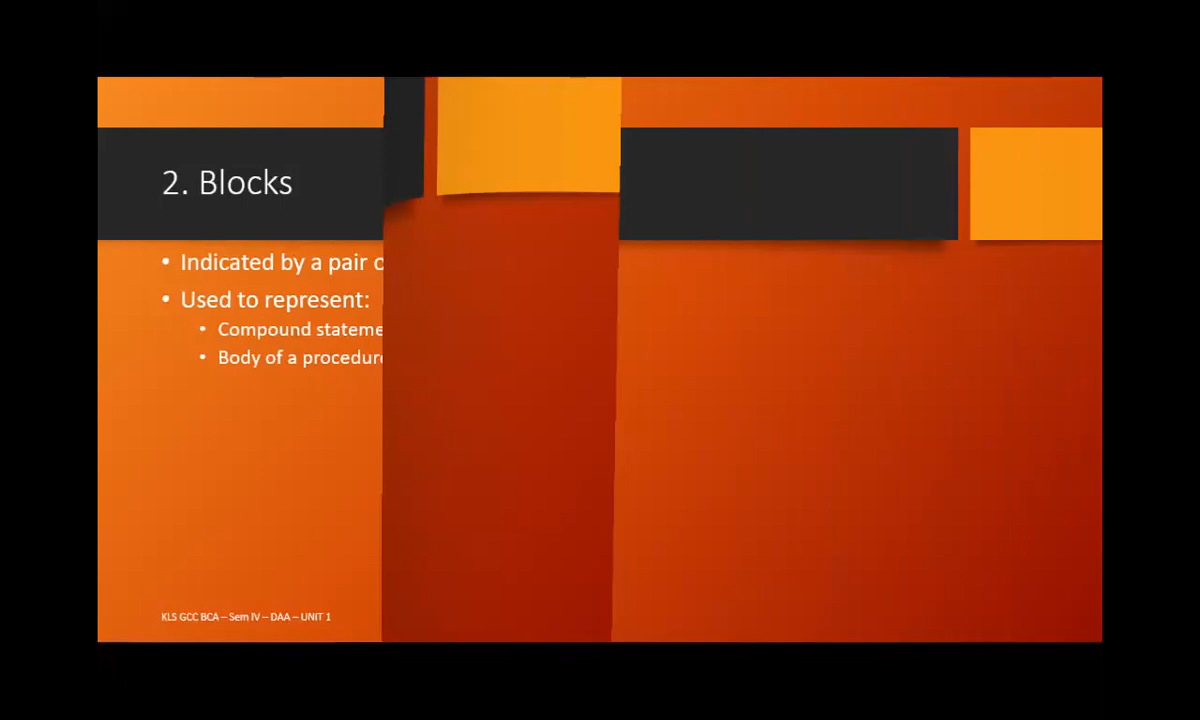 2. Blocks
• Indicated by a pair
• Used to represent:
• Compound
• Body of a
KLS GCC BCA – Sem IV – DAA – UNIT 1